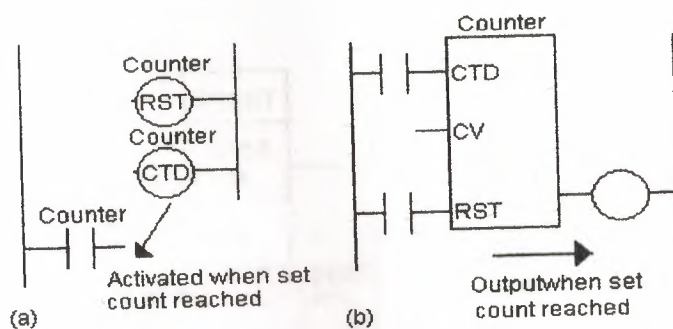 Counter
RST
Counter
CTD
Counter
Activated when set
count reached
(a)
Counter
CTD
CV
RST
Outputwhen set
count reached
(b)